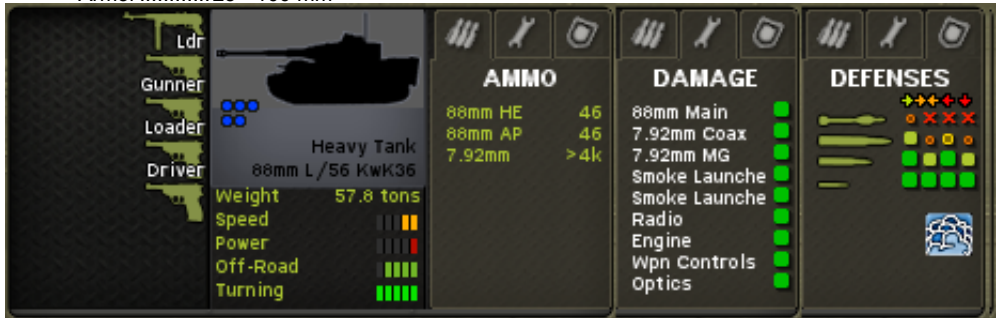 Ldr
Gunner
Loader
Driver
Heavy Tank
88mm L/56 KwK36
Weight 57.8 tons
Speed
Power
Off-Road
Turning
AMMO
88mm HE 46
88mm AP 46
7.92mm >4k
DAMAGE
88mm Main
7.92mm Coax
7.92mm MG
Smoke Launche
Smoke Launche
Radio
Engine
Wpn Controls
Optics
DEFENSES